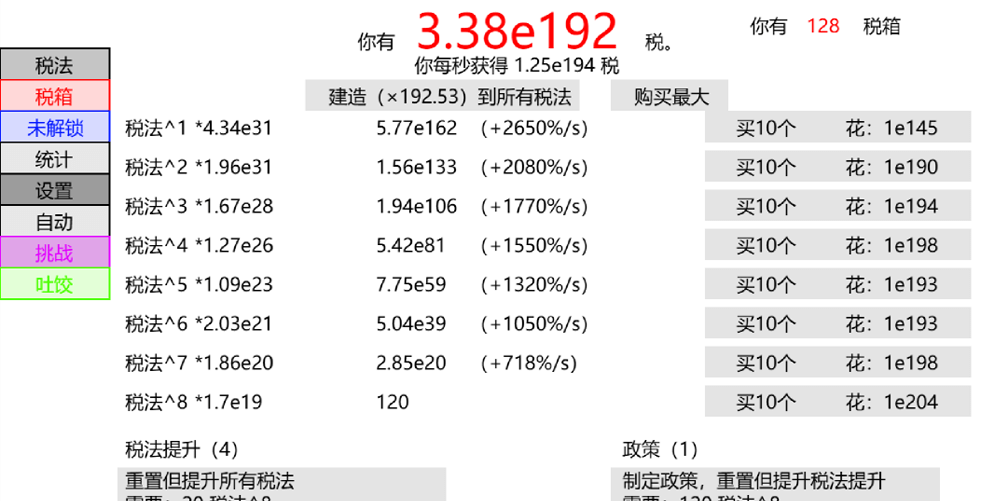 你有 3.38e192 税。
你有 128 税箱
你每秒获得 1.25e194 税
税法
税箱
未解锁
统计
设置
自动
挑战
吐饺
建造（×192.53）到所有税法 购买最大
税法^1 *4.34e31 5.77e162 （+2650%/s） 买10个 花：1e145
税法^2 *1.96e31 1.56e133 （+2080%/s） 买10个 花：1e190
税法^3 *1.67e28 1.94e106 （+1770%/s） 买10个 花：1e194
税法^4 *1.27e26 5.42e81 （+1550%/s） 买10个 花：1e198
税法^5 *1.09e23 7.75e59 （+1320%/s） 买10个 花：1e193
税法^6 *2.03e21 5.04e39 （+1050%/s） 买10个 花：1e193
税法^7 *1.86e20 2.85e20 （+718%/s） 买10个 花：1e198
税法^8 *1.7e19 120 买10个 花：1e204
税法提升（4） 政策（1）
重置但提升所有税法 制定政策，重置但提升税法提升